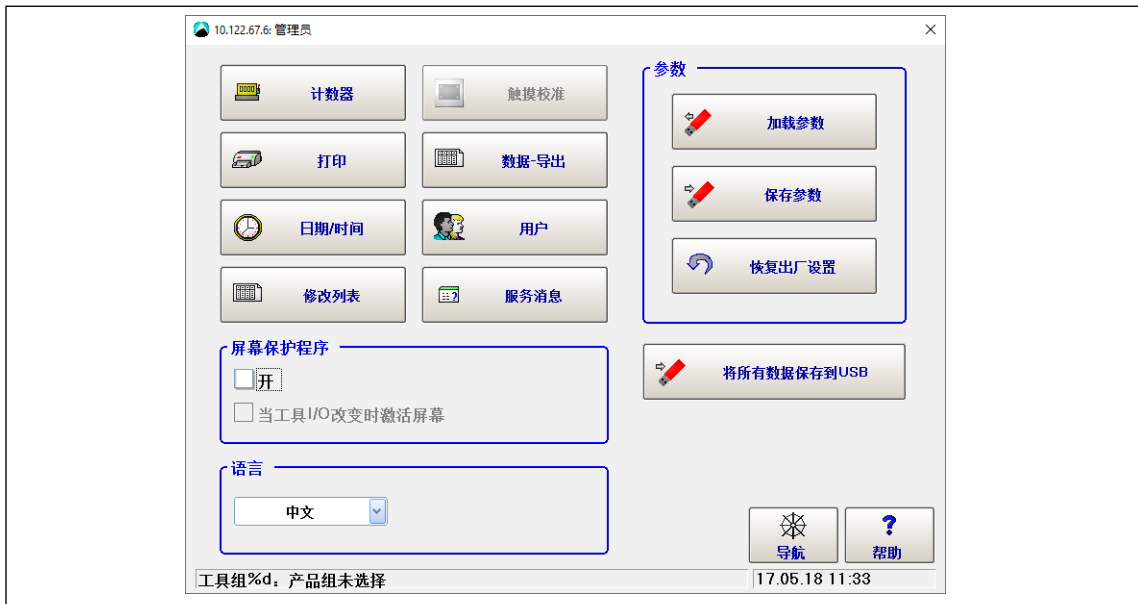 10.122.67.6: 管理员
计数器
触摸校准
打印
数据-导出
日期/时间
用户
修改列表
服务消息
参数
加载参数
保存参数
恢复出厂设置
屏幕保护程序
开
当工具I/O改变时激活屏幕
将所有数据保存到USB
语言
中文
导航
?
帮助
工具组%d：产品组未选择
17.05.18 11:33